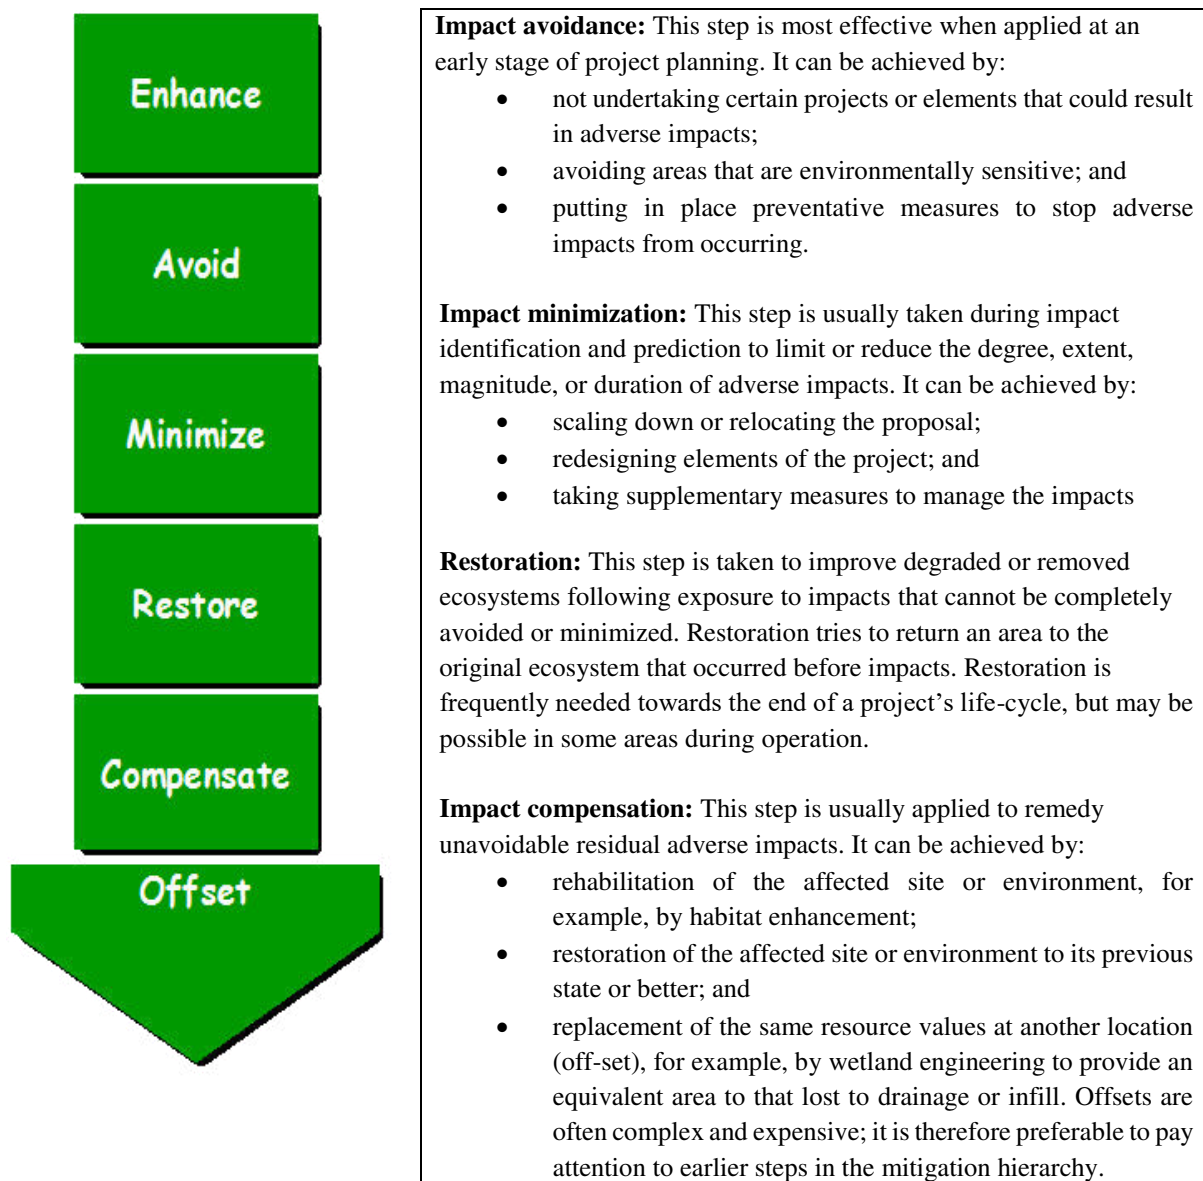 Enhance
Avoid
Minimize
Restore
Compensate
Offset
Impact avoidance: This step is most effective when applied at an
early stage of project planning. It can be achieved by:
• not undertaking certain projects or elements that could result
in adverse impacts;
• avoiding areas that are environmentally sensitive; and
• putting in place preventative measures to stop adverse
impacts from occurring.
Impact minimization: This step is usually taken during impact
identification and prediction to limit or reduce the degree, extent,
magnitude, or duration of adverse impacts. It can be achieved by:
• scaling down or relocating the proposal;
• redesigning elements of the project; and
• taking supplementary measures to manage the impacts
Restoration: This step is taken to improve degraded or removed
ecosystems following exposure to impacts that cannot be completely
avoided or minimized. Restoration tries to return an area to the
original ecosystem that occurred before impacts. Restoration is
frequently needed towards the end of a project’s life-cycle, but may be
possible in some areas during operation.
Impact compensation: This step is usually applied to remedy
unavoidable residual adverse impacts. It can be achieved by:
• rehabilitation of the affected site or environment, for
example, by habitat enhancement;
• restoration of the affected site or environment to its previous
state or better; and
• replacement of the same resource values at another location
(off-set), for example, by wetland engineering to provide an
equivalent area to that lost to drainage or infill. Offsets are
often complex and expensive; it is therefore preferable to pay
attention to earlier steps in the mitigation hierarchy.